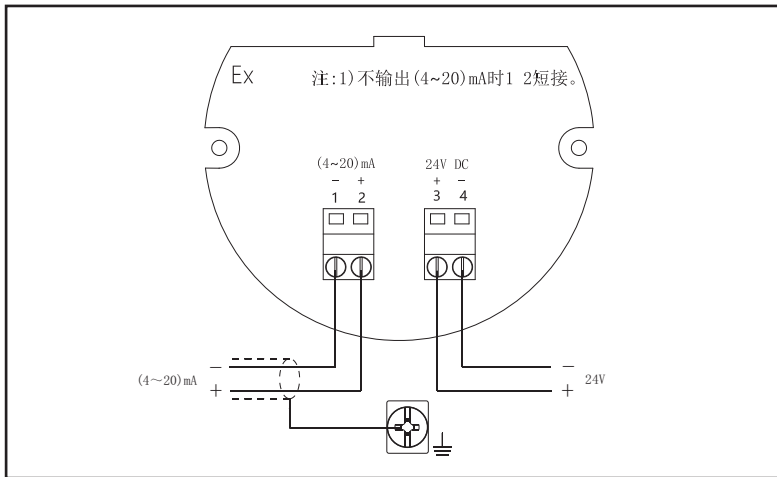 Ex
注:1)不输出(4~20)mA时1 2短接。
(4~20)mA
24V DC
- +
+ -
1 2
3 4
(4～20)mA
−
+
−
+
24V